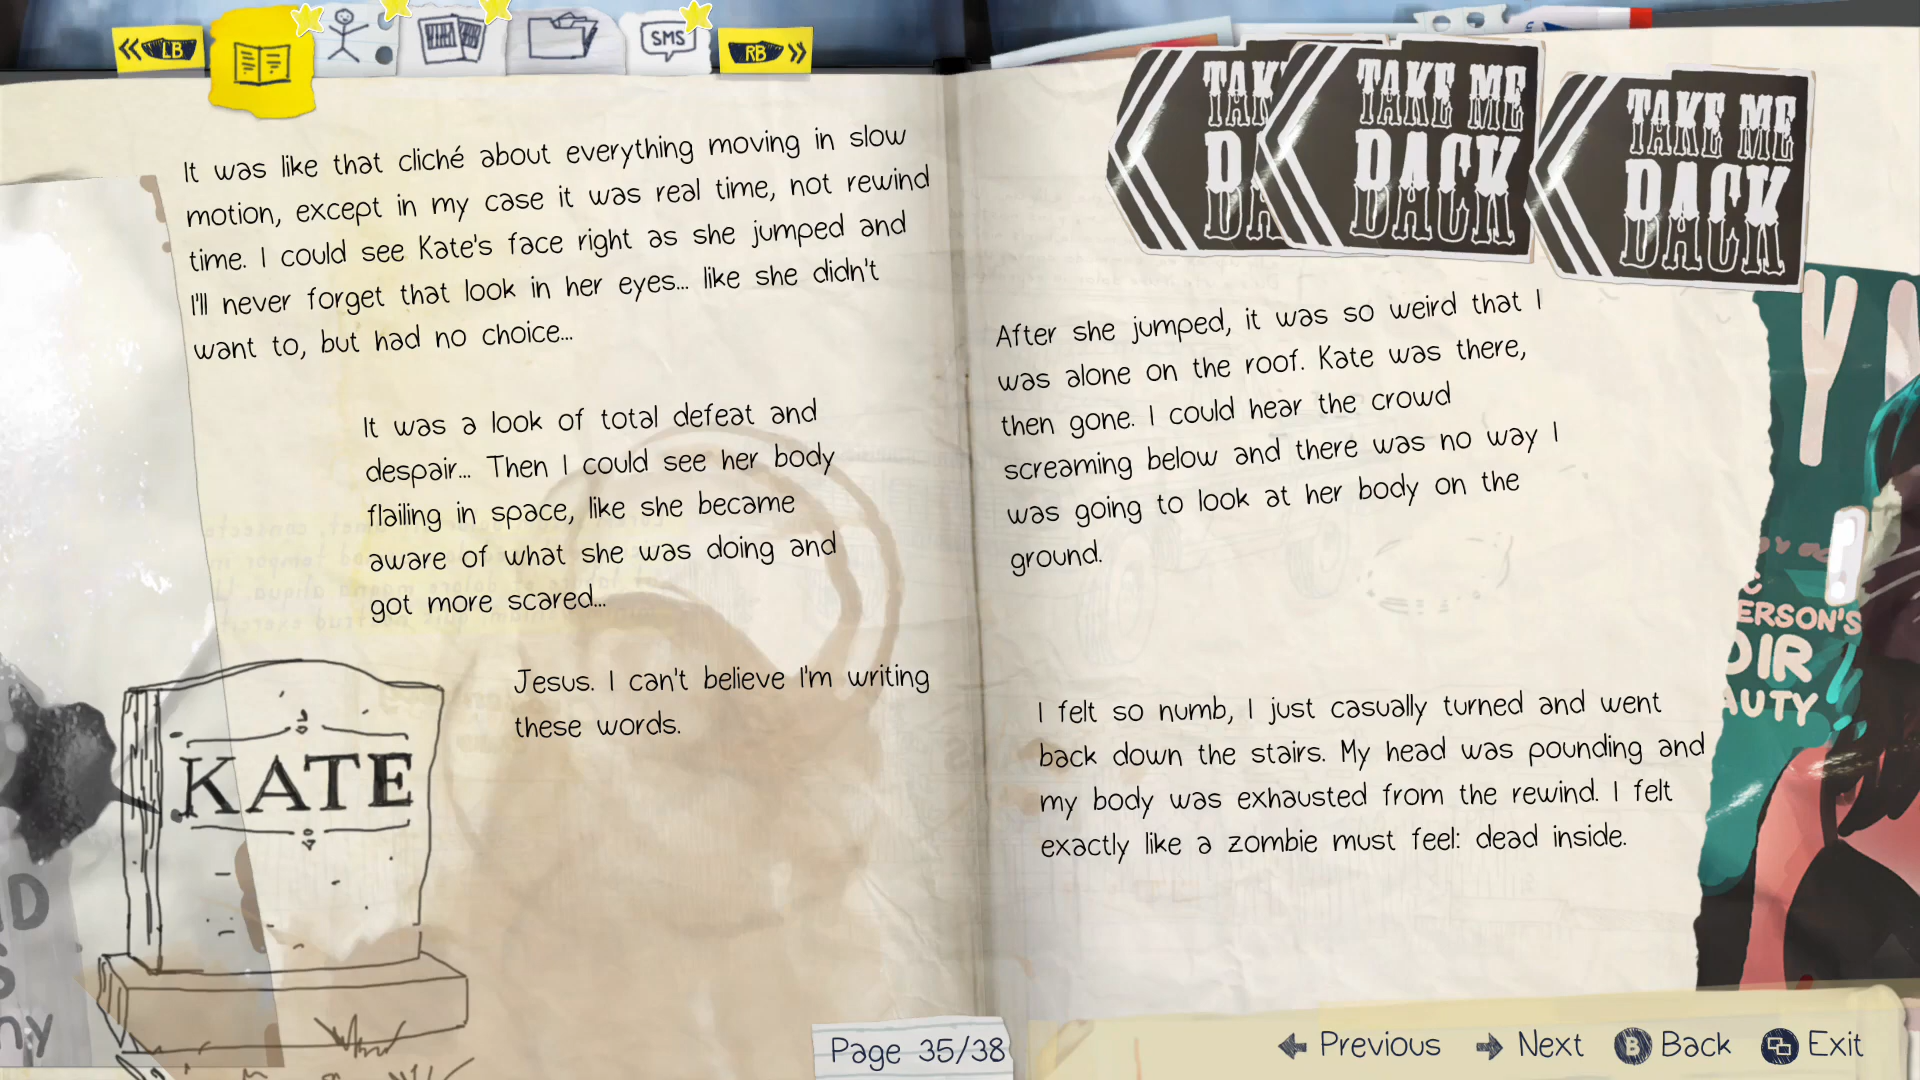 LB
SMS
RB
It was like that cliché about everything moving in slow
motion, except in my case it was real time, not rewind
time. I could see Kate's face right as she jumped and
I'll never forget that look in her eyes... like she didn't
want to, but had no choice...
It was a look of total defeat and
despair... Then I could see her body
flailing in space, like she became
aware of what she was doing and
got more scared...
Jesus. I can't believe I'm writing
these words.
KATE
TAK
TAKE ME
DACK
TAKE ME
DACK
After she jumped, it was so weird that I
was alone on the roof. Kate was there,
then gone. I could hear the crowd
screaming below and there was no way I
was going to look at her body on the
ground.
I felt so numb, I just casually turned and went
back down the stairs. My head was pounding and
my body was exhausted from the rewind. I felt
exactly like a zombie must feel: dead inside.
ERSON'S
OIR
AUTY
Page 35/38
Previous
Next
B Back
Exit